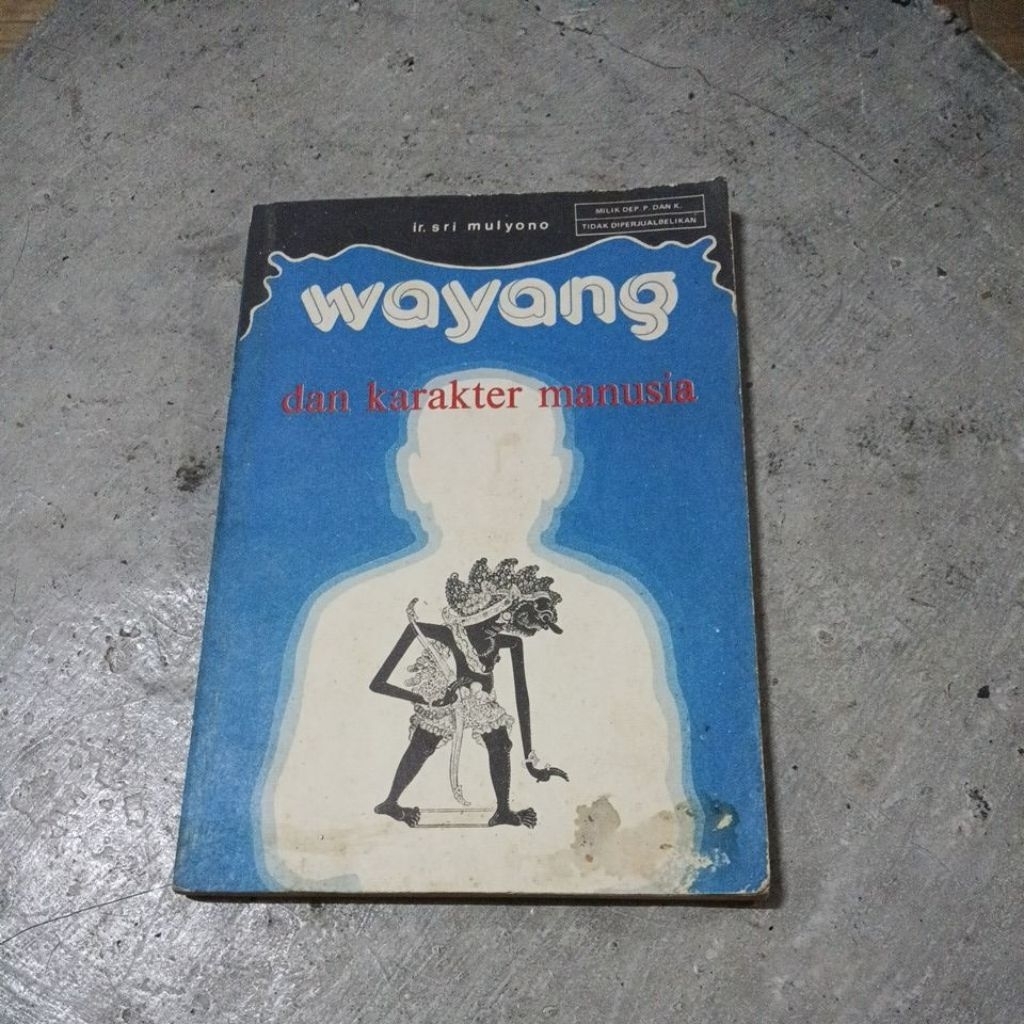 ir. sri mulyono
MILIK DEP. P. DAN K.
TIDAK DIPERJUALBELIKAN
wayang
dan karakter manusia